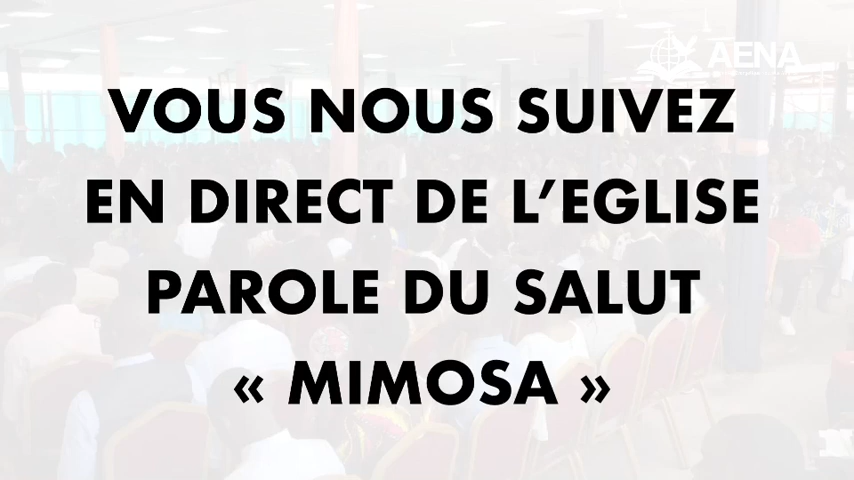 AENA
VOUS NOUS SUIVEZ
EN DIRECT DE L’EGLISE
PAROLE DU SALUT
« MIMOSA »